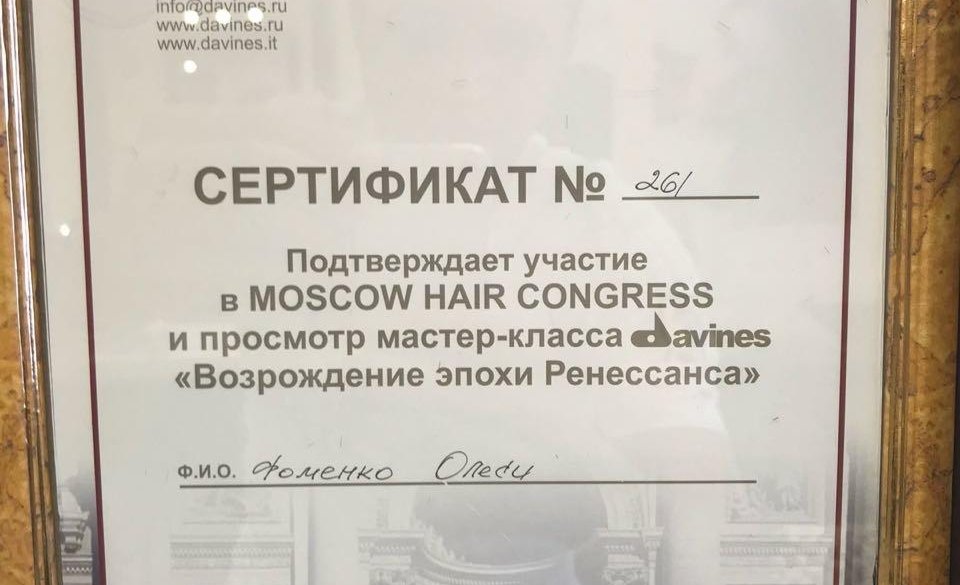 info@davines.ru
www.davines.ru
www.davines.it
СЕРТИФИКАТ № 261
Подтверждает участие
в MOSCOW HAIR CONGRESS
и просмотр мастер-класса davines
«Возрождение эпохи Ренессанса»
Ф.И.О. Фоменко Олеси